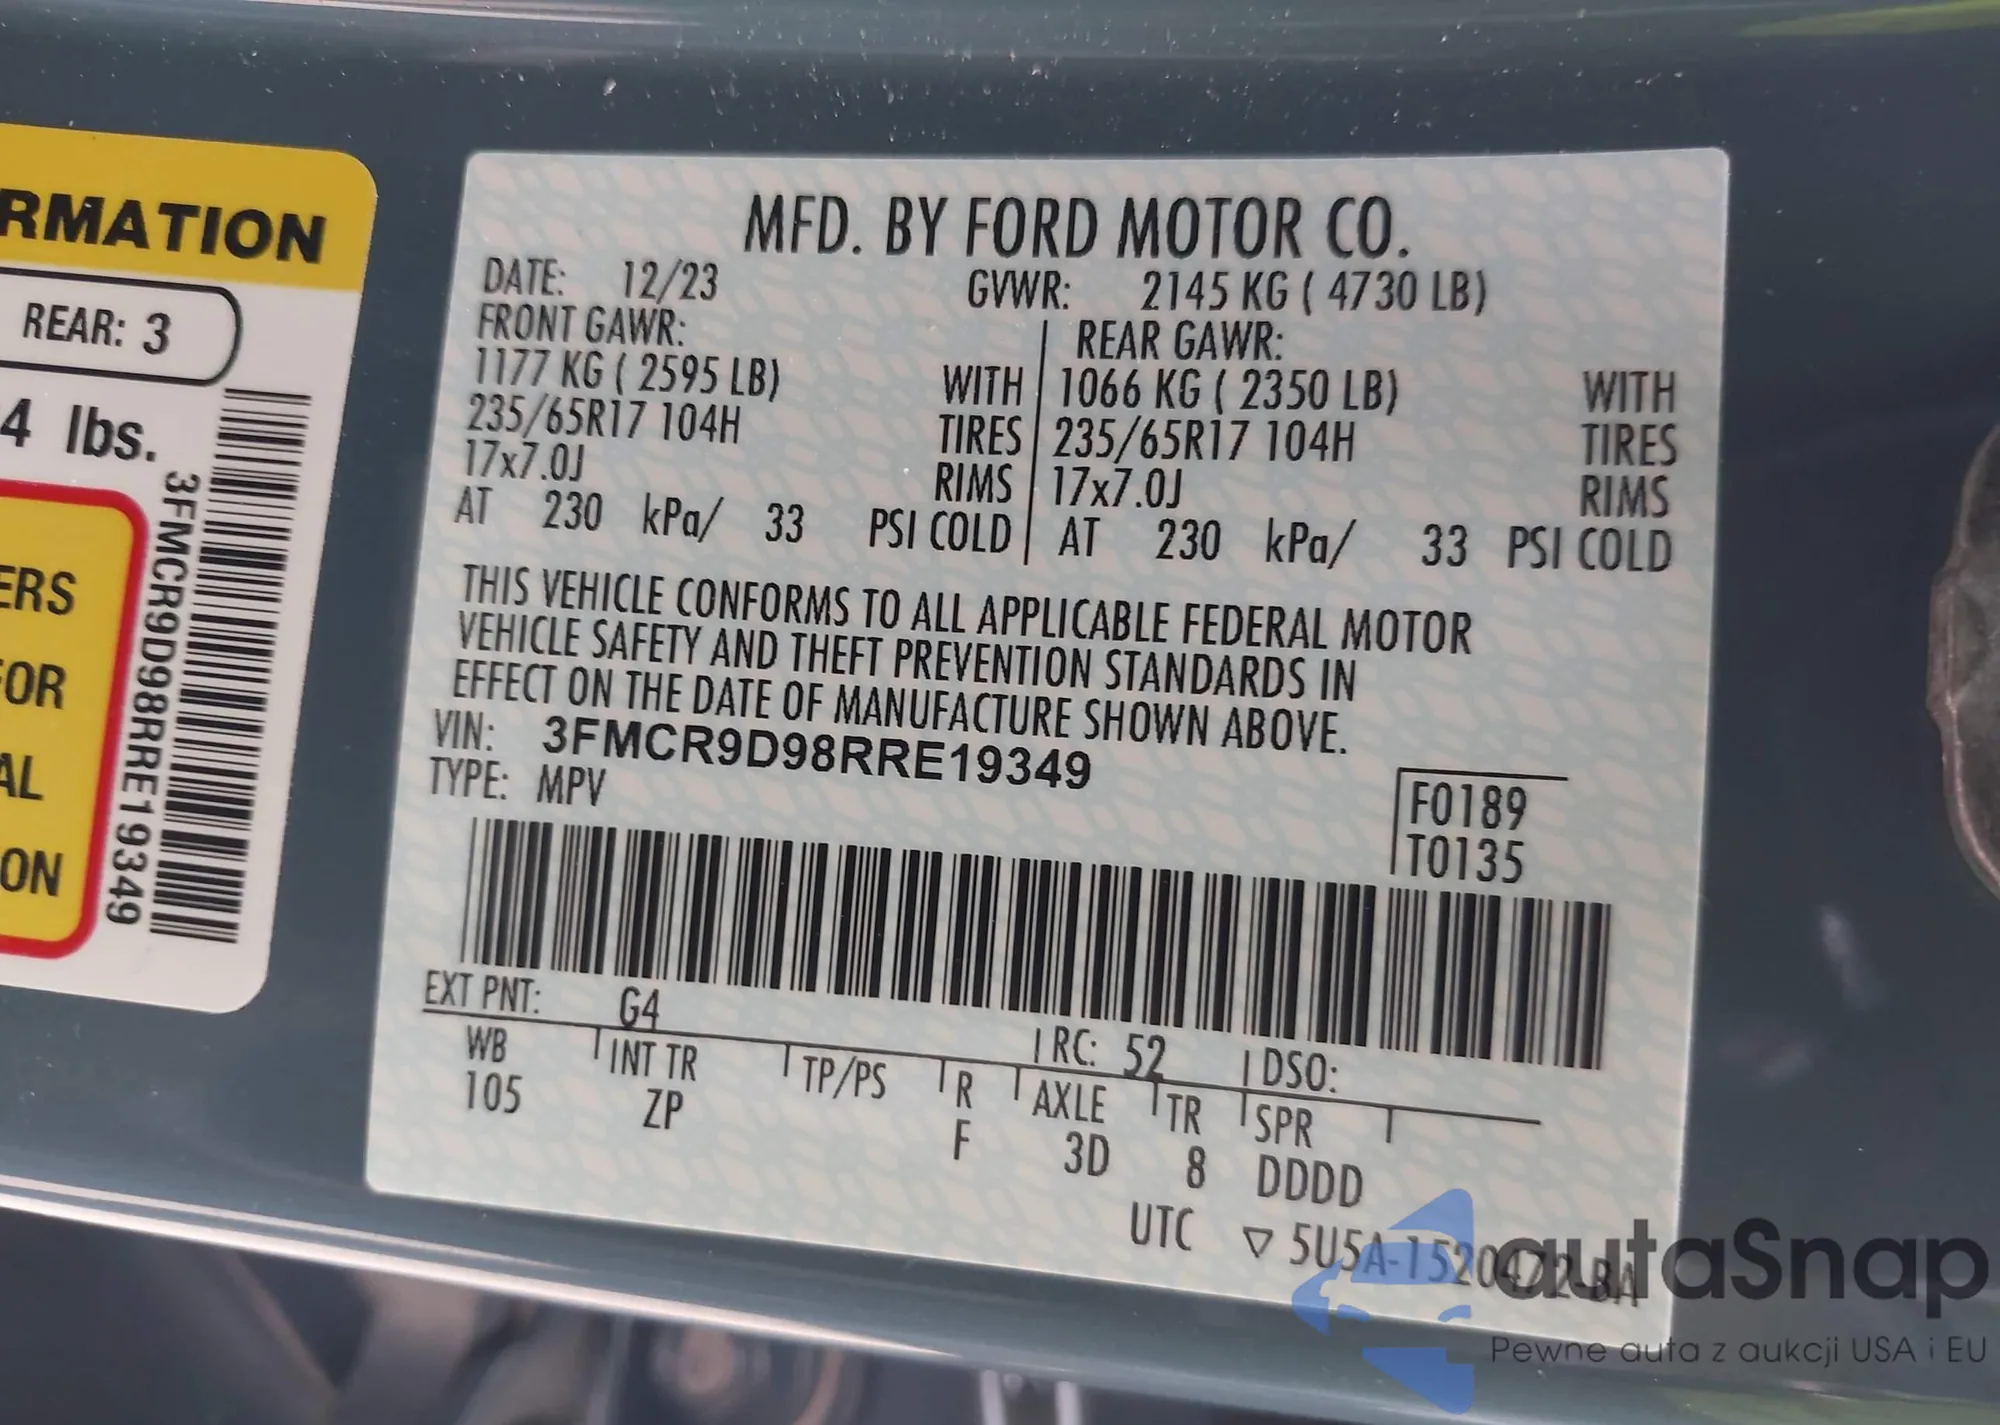 RMATION
REAR: 3
4 lbs.
ERS
FOR
AL
ON
3FMCR9D98RRE19349
MFD. BY FORD MOTOR CO.
DATE: 12/23 GVWR: 2145 KG ( 4730 LB)
FRONT GAWR: REAR GAWR:
1177 KG ( 2595 LB) WITH 1066 KG ( 2350 LB) WITH
235/65R17 104H TIRES 235/65R17 104H TIRES
17x7.0J RIMS 17x7.0J RIMS
AT 230 kPa/ 33 PSI COLD AT 230 kPa/ 33 PSI COLD
THIS VEHICLE CONFORMS TO ALL APPLICABLE FEDERAL MOTOR
VEHICLE SAFETY AND THEFT PREVENTION STANDARDS IN
EFFECT ON THE DATE OF MANUFACTURE SHOWN ABOVE.
VIN: 3FMCR9D98RRE19349
TYPE: MPV
F0189
T0135
EXT PNT: G4 RC: 52 DSO:
WB INT TR TP/PS R AXLE TR SPR
105 ZP F 3D 8 DDDD
UTC ▽ 5U5A-1520472-BA
autaSnap
Pewne auta z aukcji USA i EU